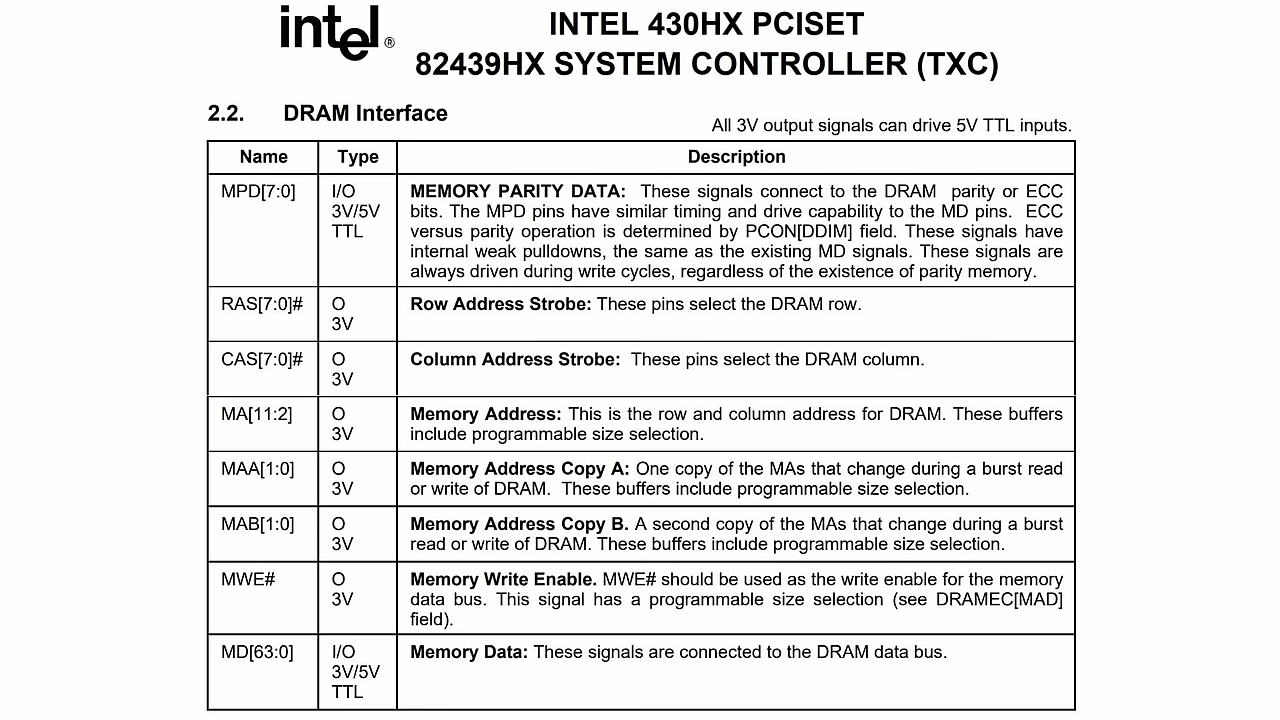 intel®
INTEL 430HX PCISET
82439HX SYSTEM CONTROLLER (TXC)
2.2. DRAM Interface
All 3V output signals can drive 5V TTL inputs.
Name Type Description
MPD[7:0] I/O MEMORY PARITY DATA: These signals connect to the DRAM parity or ECC
3V/5V bits. The MPD pins have similar timing and drive capability to the MD pins. ECC
TTL versus parity operation is determined by PCON[DDIM] field. These signals have
internal weak pulldowns, the same as the existing MD signals. These signals are
always driven during write cycles, regardless of the existence of parity memory.
RAS[7:0]# O Row Address Strobe: These pins select the DRAM row.
3V
CAS[7:0]# O Column Address Strobe: These pins select the DRAM column.
3V
MA[11:2] O Memory Address: This is the row and column address for DRAM. These buffers
3V include programmable size selection.
MAA[1:0] O Memory Address Copy A: One copy of the MAs that change during a burst read
3V or write of DRAM. These buffers include programmable size selection.
MAB[1:0] O Memory Address Copy B. A second copy of the MAs that change during a burst
3V read or write of DRAM. These buffers include programmable size selection.
MWE# O Memory Write Enable. MWE# should be used as the write enable for the memory
3V data bus. This signal has a programmable size selection (see DRAMEC[MAD]
field).
MD[63:0] I/O Memory Data: These signals are connected to the DRAM data bus.
3V/5V
TTL